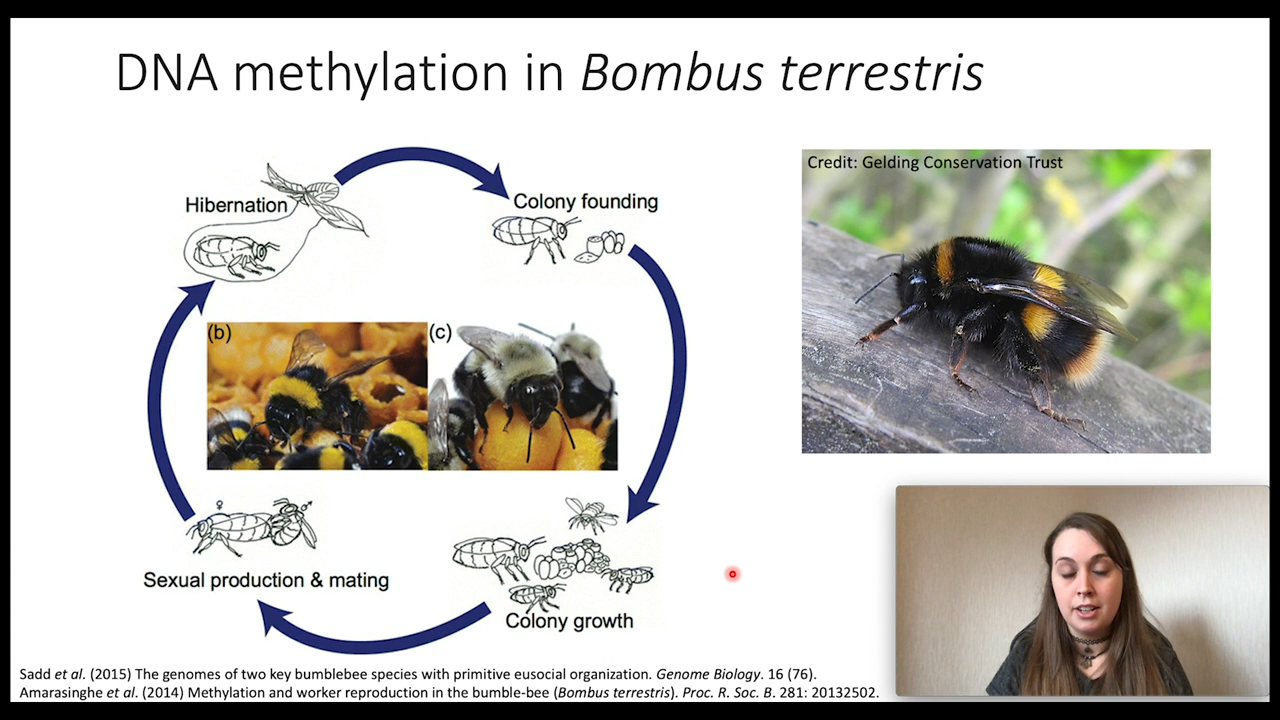 DNA methylation in Bombus terrestris
Credit: Gelding Conservation Trust
Hibernation
Colony founding
(b)
(c)
Sexual production & mating
Colony growth
Sadd et al. (2015) The genomes of two key bumblebee species with primitive eusocial organization. Genome Biology. 16 (76).
Amarasinghe et al. (2014) Methylation and worker reproduction in the bumble-bee (Bombus terrestris). Proc. R. Soc. B. 281: 20132502.